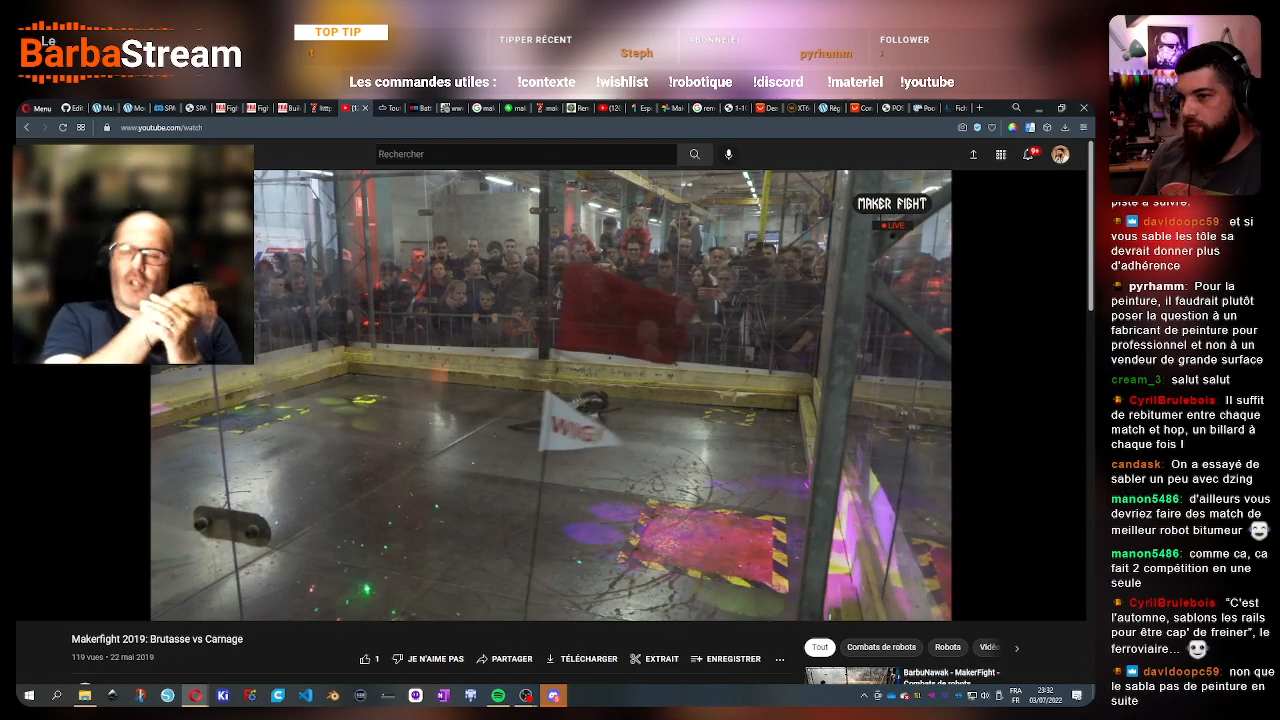 Le
BarbaStream
TOP TIP
t
TIPPER RÉCENT
Steph
ABONNÉ(E)
pyrhamm
FOLLOWER
Les commandes utiles : !contexte !wishlist !robotique !discord !materiel !youtube
Menu
www.youtube.com/watch
Rechercher
9+
MAKER FIGHT
LIVE
Makerfight 2019: Brutasse vs Carnage
119 vues • 22 mai 2019
1
JE N'AIME PAS
PARTAGER
TÉLÉCHARGER
EXTRAIT
ENREGISTRER
Tout
Combats de robots
Robots
Vidéo
BarbuNawak - MakerFight -
Combats de robots
FRA
FR
23:32
03/07/2022
piste à suivre.
davidoopc59: et si
vous sable les tôle sa
devrait donner plus
d'adhérence
pyrhamm: Pour la
peinture, il faudrait plutôt
poser la question à un
fabricant de peinture pour
professionnel et non à un
vendeur de grande surface
cream_3: salut salut
CyrilBrulebois: Il suffit
de rebitumer entre chaque
match et hop, un billard à
chaque fois !
candask: On a essayé de
sabler un peu avec dzing
manon5486: d'ailleurs vous
devriez faire des match de
meilleur robot bitumeur
manon5486: comme ca, ca
fait 2 compétition en une
seule
CyrilBrulebois: “C'est
l'automne, sablons les rails
pour être cap' de freiner”, le
ferroviaire...
davidoopc59: non que
le sabla pas de peinture en
suite